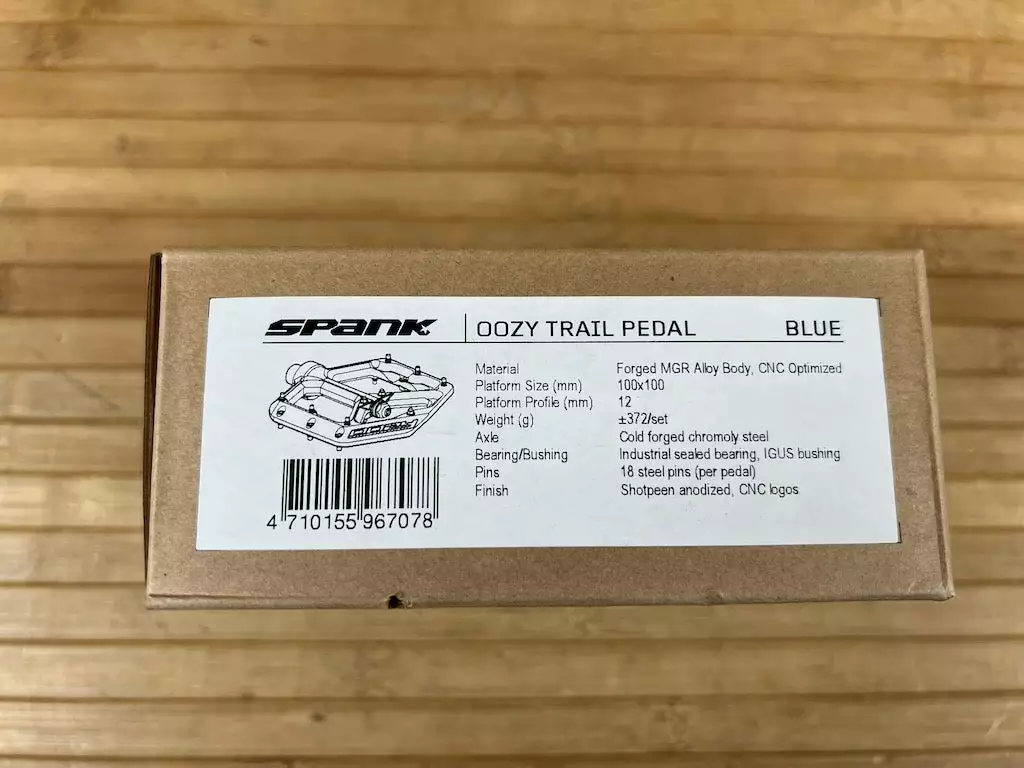 SPANK OOZY TRAIL PEDAL BLUE
Material Forged MGR Alloy Body, CNC Optimized
Platform Size (mm) 100x100
Platform Profile (mm) 12
Weight (g) ±372/set
Axle Cold forged chromoly steel
Bearing/Bushing Industrial sealed bearing, IGUS bushing
Pins 18 steel pins (per pedal)
Finish Shotpeen anodized, CNC logos
SPANK
4 710155 967078